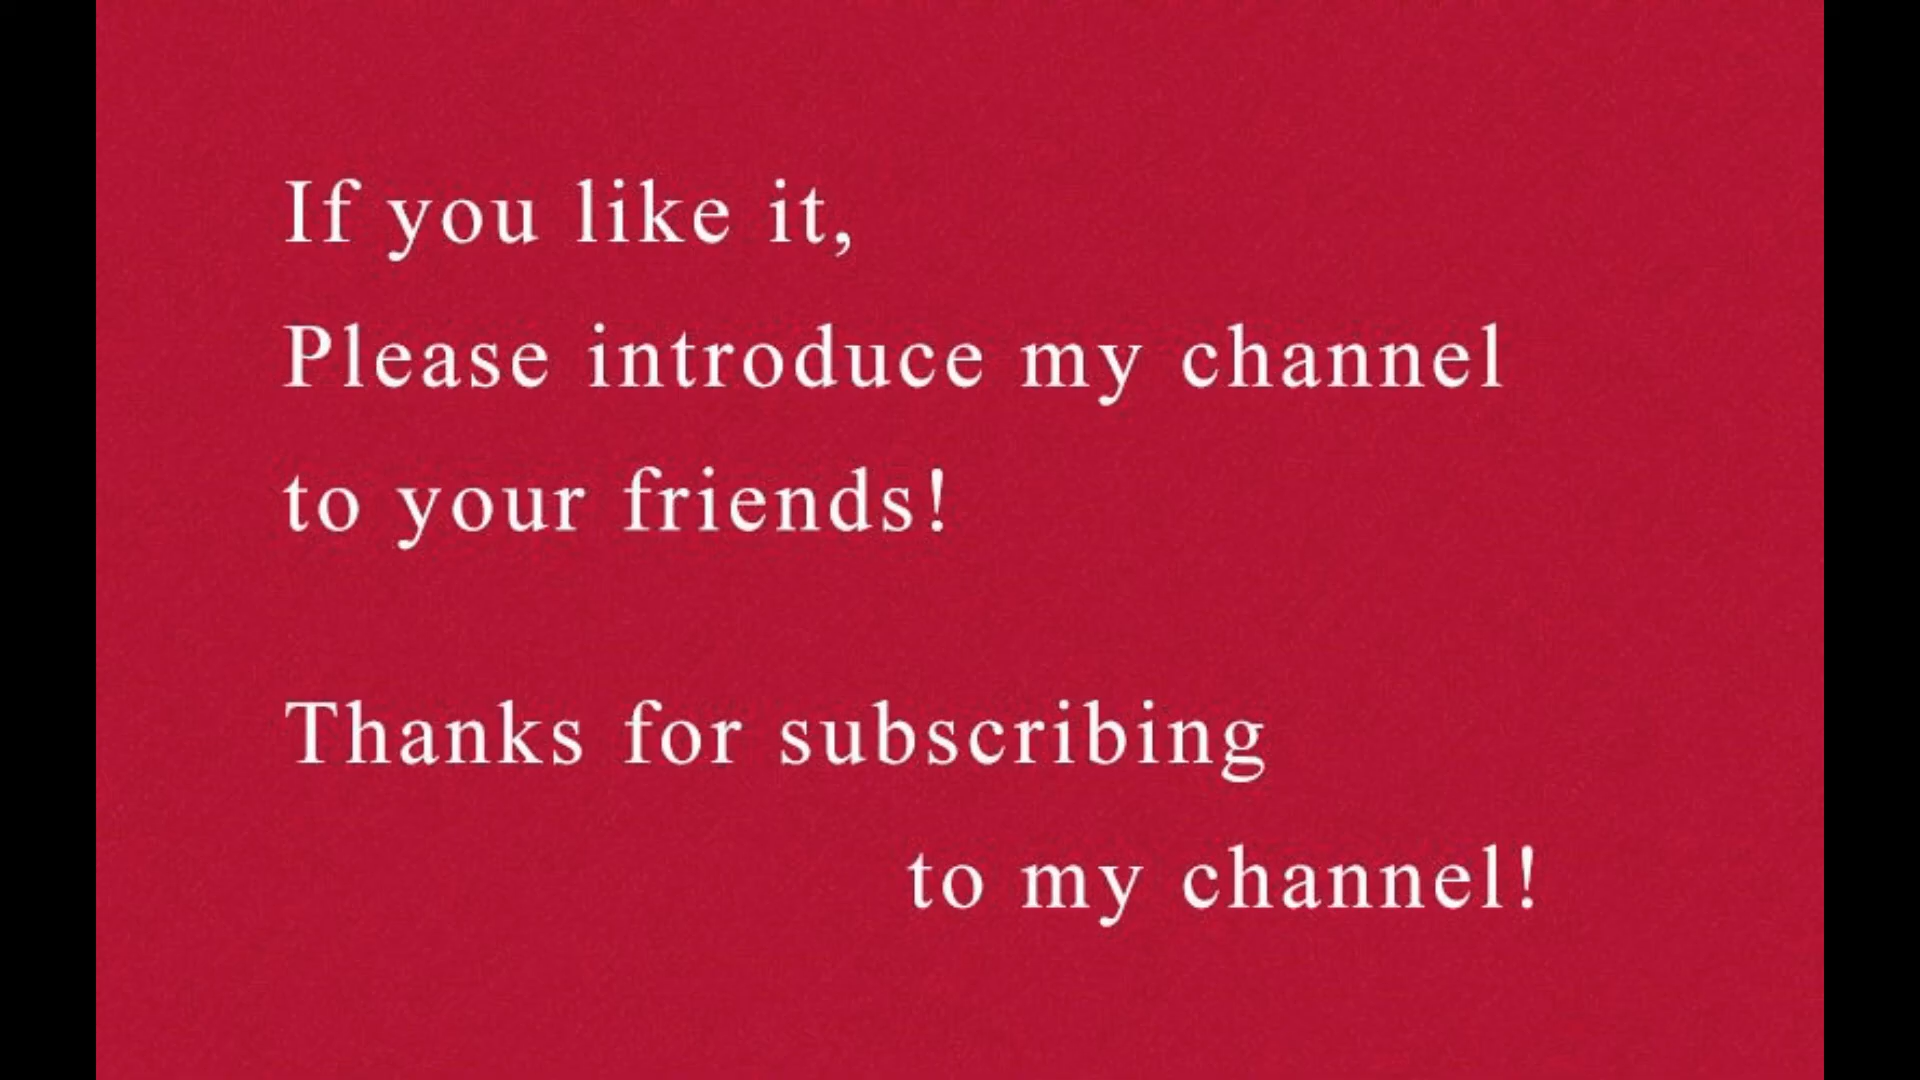 If you like it,
Please introduce my channel
to your friends!
Thanks for subscribing
to my channel!